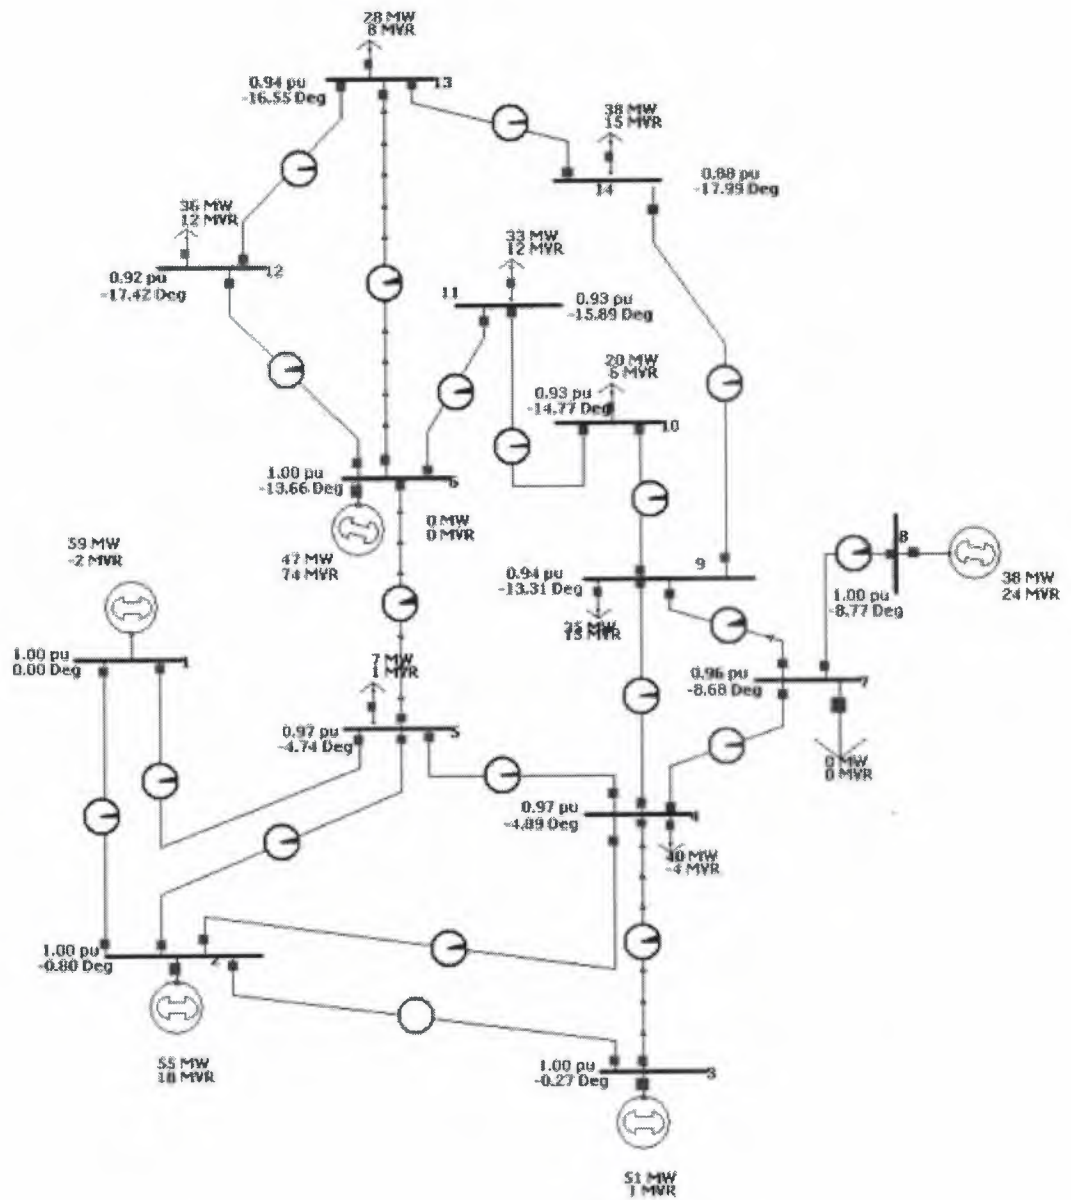 28 MW
8 MVR
0.94 pu
-16.55 Deg
13
38 MW
15 MVR
14
0.88 pu
-17.99 Deg
36 MW
12 MVR
12
0.92 pu
-17.42 Deg
33 MW
12 MVR
11
0.93 pu
-15.89 Deg
20 MW
6 MVR
0.93 pu
-14.77 Deg
10
1.00 pu
-13.66 Deg
6
0 MW
0 MVR
47 MW
74 MVR
59 MW
-2 MVR
9
0.94 pu
-13.31 Deg
MW
15 MVR
8
1.00 pu
-8.77 Deg
38 MW
24 MVR
1.00 pu
0.00 Deg
1
7 MW
1 MVR
0.96 pu
-8.68 Deg
7
0.97 pu
-4.74 Deg
5
0 MW
0 MVR
0.97 pu
-4.89 Deg
4
40 MW
-4 MVR
1.00 pu
-0.80 Deg
2
55 MW
18 MVR
1.00 pu
-0.27 Deg
3
51 MW
1 MVR